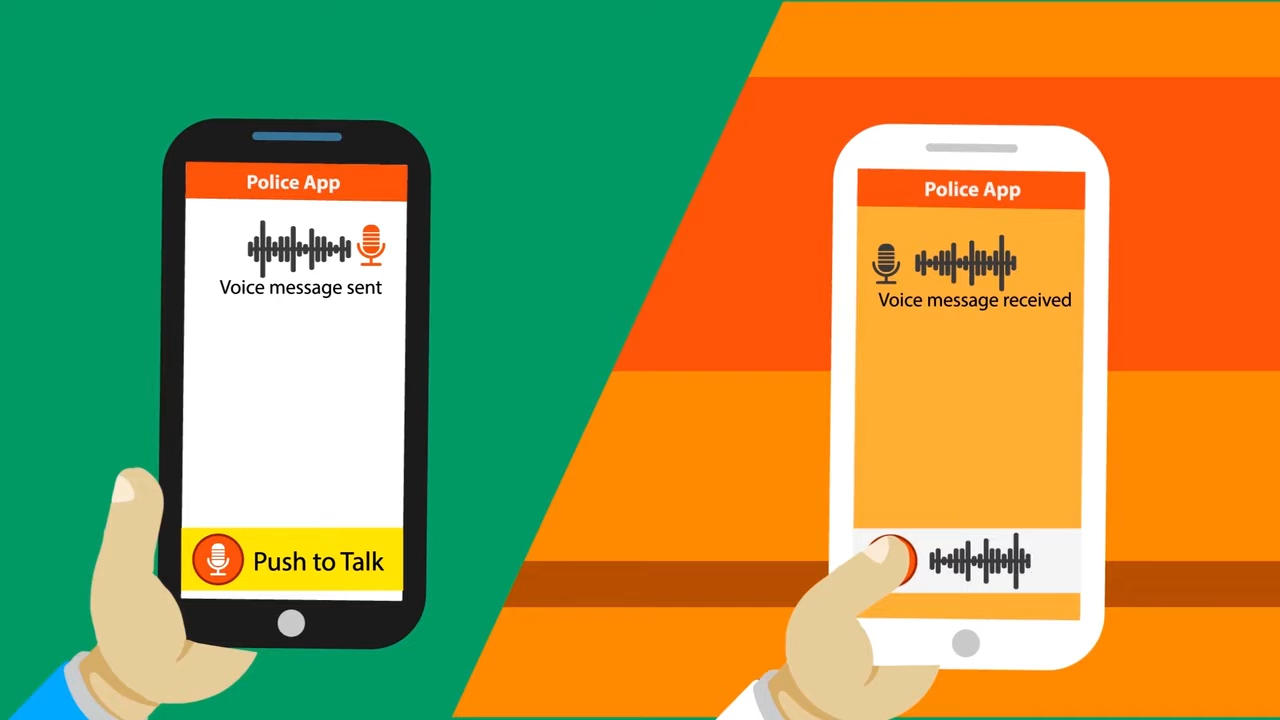 Police App
Voice message sent
Push to Talk
Police App
Voice message received